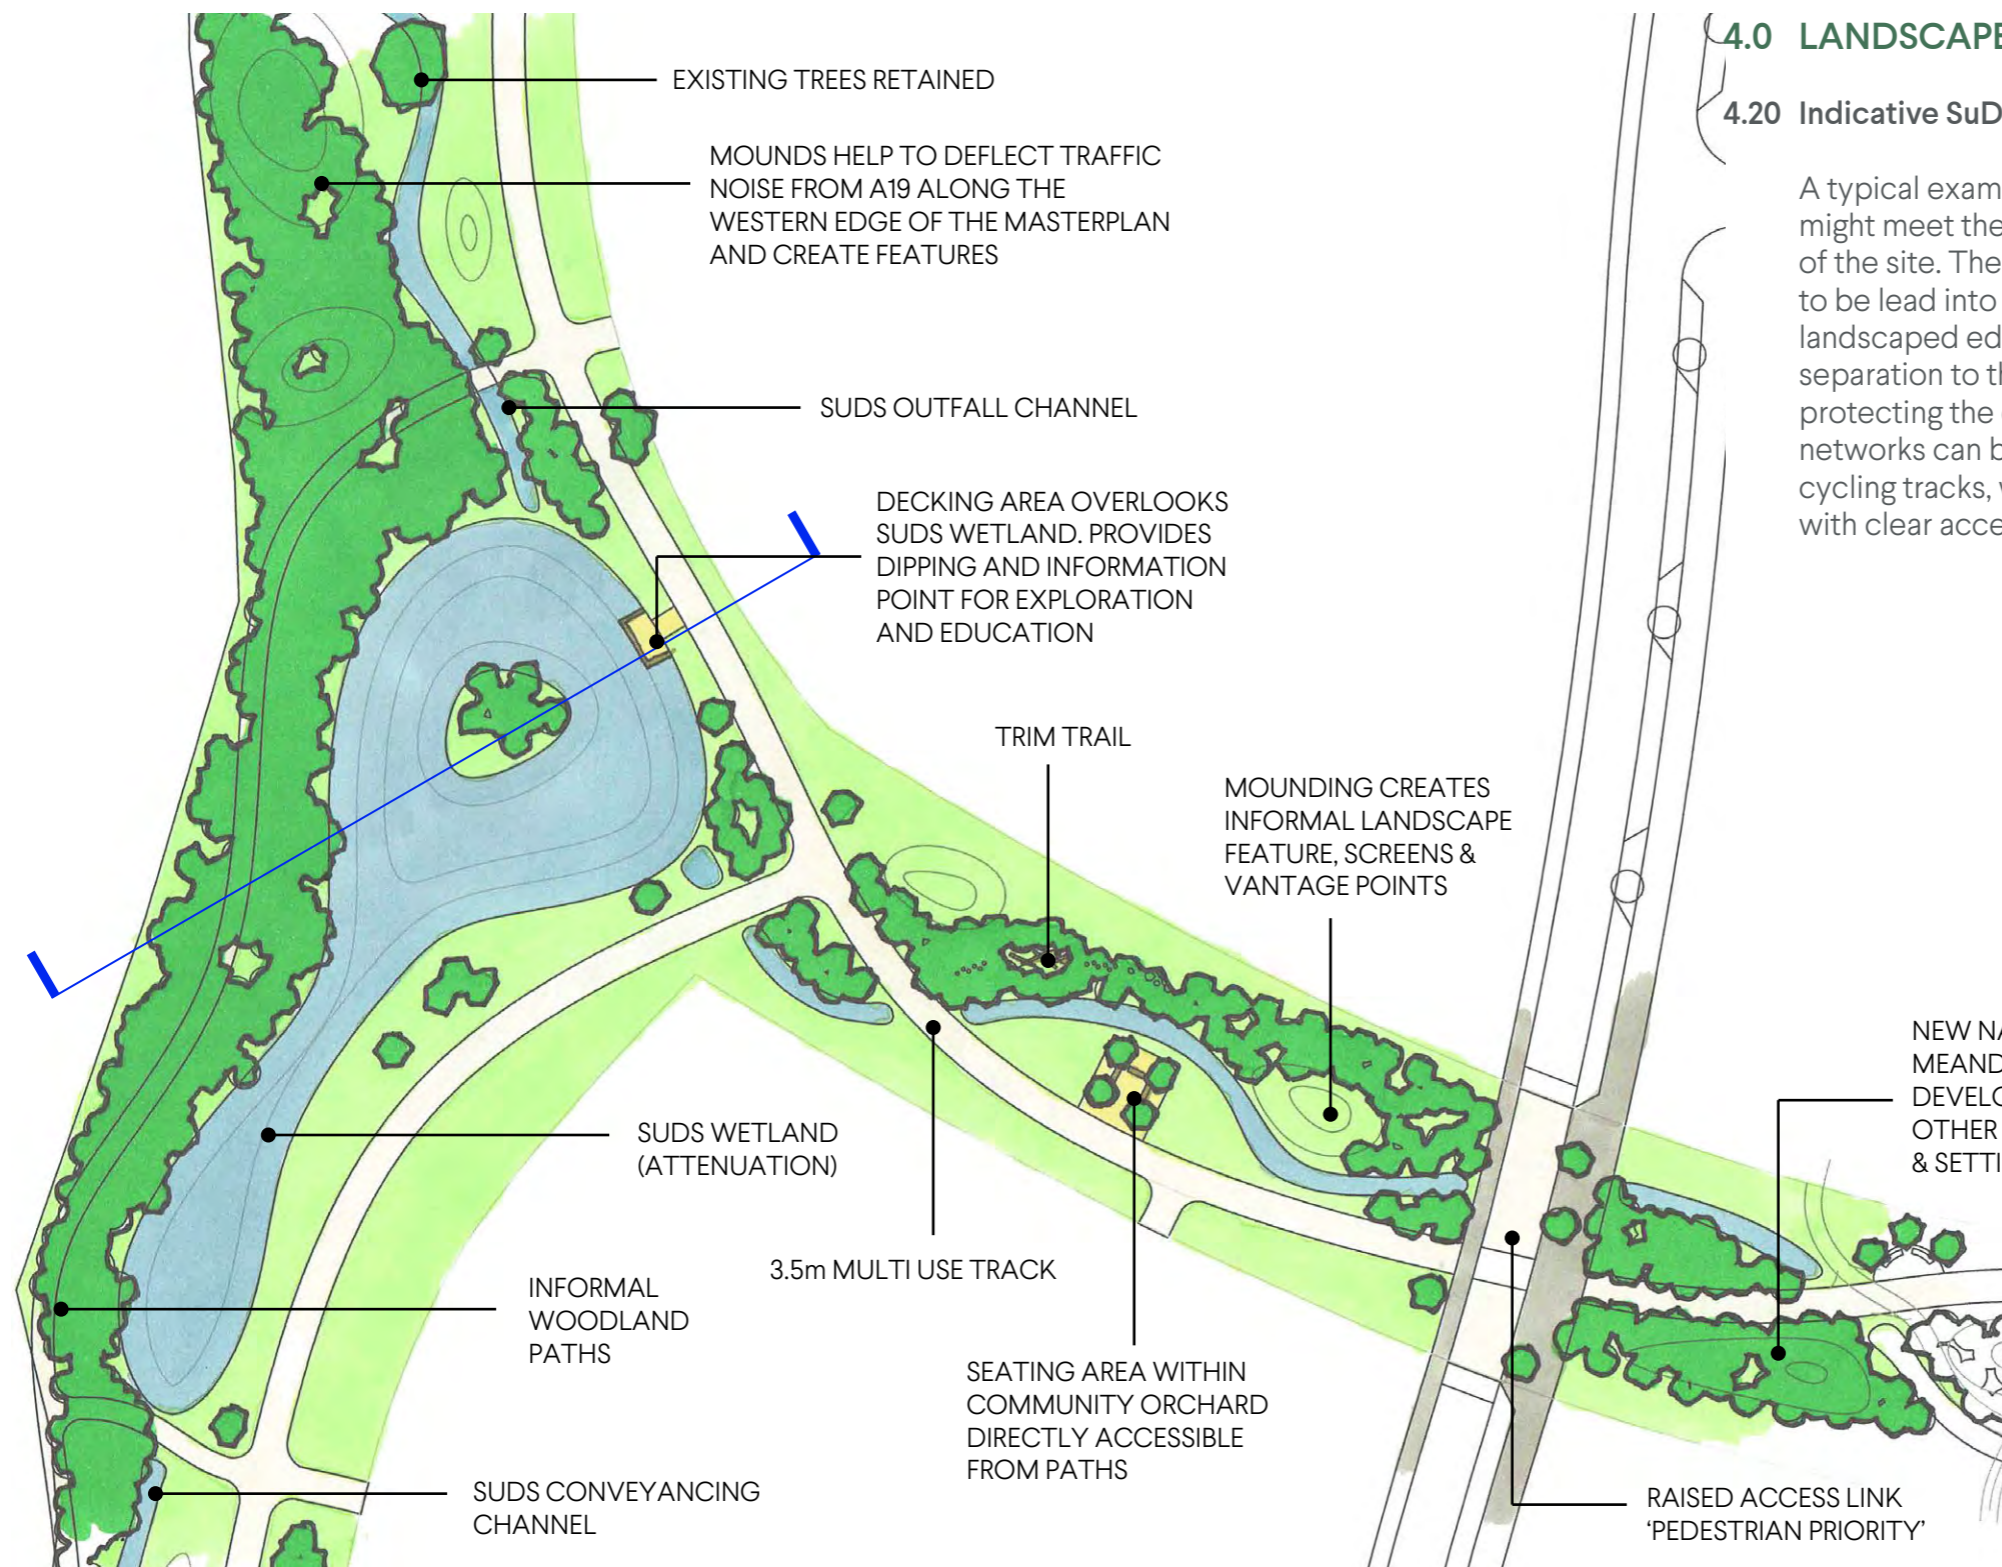 4.0 LANDSCAPE
4.20 Indicative SuD
A typical exam
might meet the
of the site. The
to be lead into
landscaped ed
separation to th
protecting the
networks can b
cycling tracks, w
with clear acce
EXISTING TREES RETAINED
MOUNDS HELP TO DEFLECT TRAFFIC
NOISE FROM A19 ALONG THE
WESTERN EDGE OF THE MASTERPLAN
AND CREATE FEATURES
SUDS OUTFALL CHANNEL
DECKING AREA OVERLOOKS
SUDS WETLAND. PROVIDES
DIPPING AND INFORMATION
POINT FOR EXPLORATION
AND EDUCATION
TRIM TRAIL
MOUNDING CREATES
INFORMAL LANDSCAPE
FEATURE, SCREENS &
VANTAGE POINTS
NEW NA
MEAND
DEVELO
OTHER
& SETTI
SUDS WETLAND
(ATTENUATION)
3.5m MULTI USE TRACK
INFORMAL
WOODLAND
PATHS
SEATING AREA WITHIN
COMMUNITY ORCHARD
DIRECTLY ACCESSIBLE
FROM PATHS
SUDS CONVEYANCING
CHANNEL
RAISED ACCESS LINK
‘PEDESTRIAN PRIORITY’